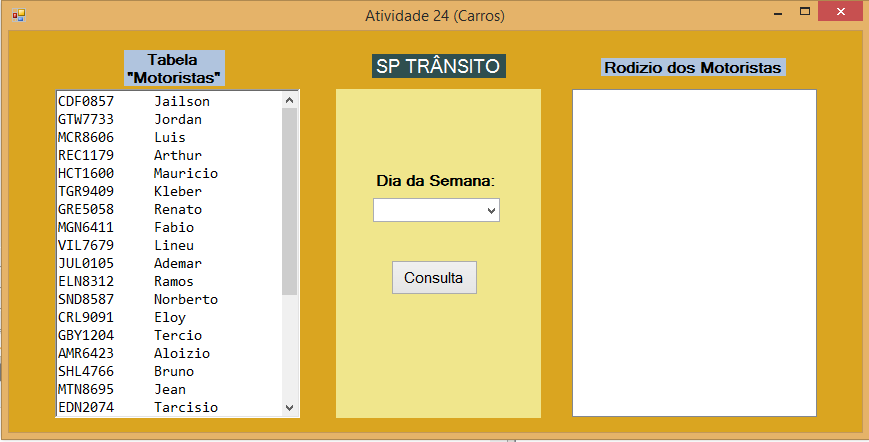 Atividade 24 (Carros)
Tabela
"Motoristas"
CDF0857 Jailson
GTW7733 Jordan
MCR8606 Luis
REC1179 Arthur
HCT1600 Mauricio
TGR9409 Kleber
GRE5058 Renato
MGN6411 Fabio
VIL7679 Lineu
JUL0105 Ademar
ELN8312 Ramos
SND8587 Norberto
CRL9091 Eloy
GBY1204 Tercio
AMR6423 Aloizio
SHL4766 Bruno
MTN8695 Jean
EDN2074 Tarcisio
SP TRÂNSITO
Dia da Semana:
Consulta
Rodizio dos Motoristas